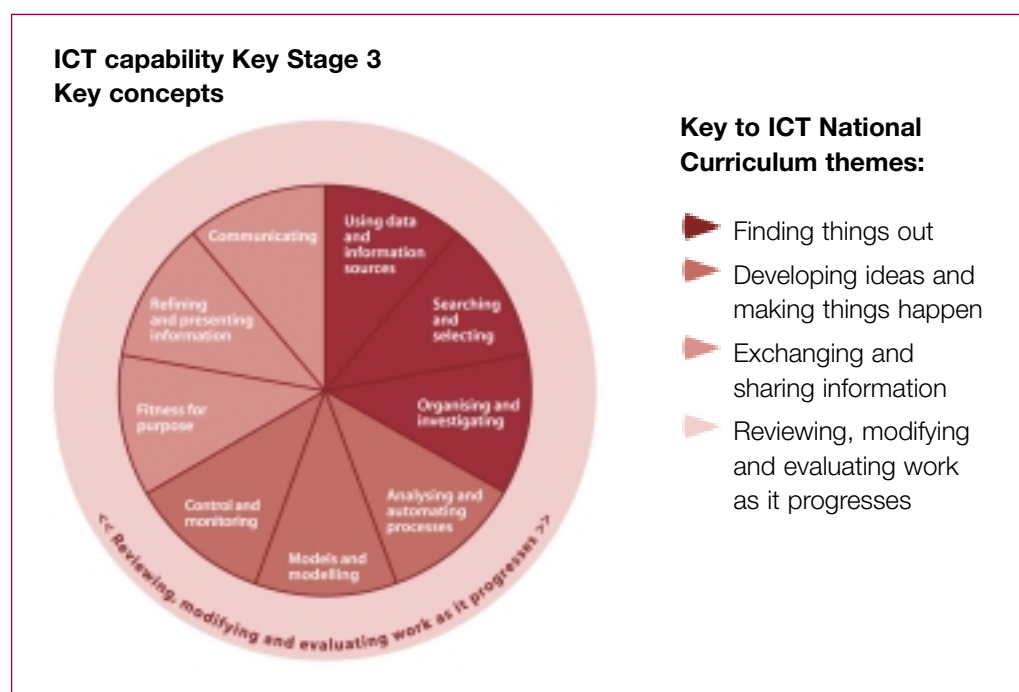 ICT capability Key Stage 3
Key concepts
Communicating
Using data
and
information
sources
Searching
and
selecting
Organising and
investigating
Analysing and
automating
processes
Models and
modelling
Control and
monitoring
Fitness for
purpose
Refining
and presenting
information
<< Reviewing, modifying and evaluating work as it progresses >>
Key to ICT National
Curriculum themes:
Finding things out
Developing ideas and
making things happen
Exchanging and
sharing information
Reviewing, modifying
and evaluating work
as it progresses